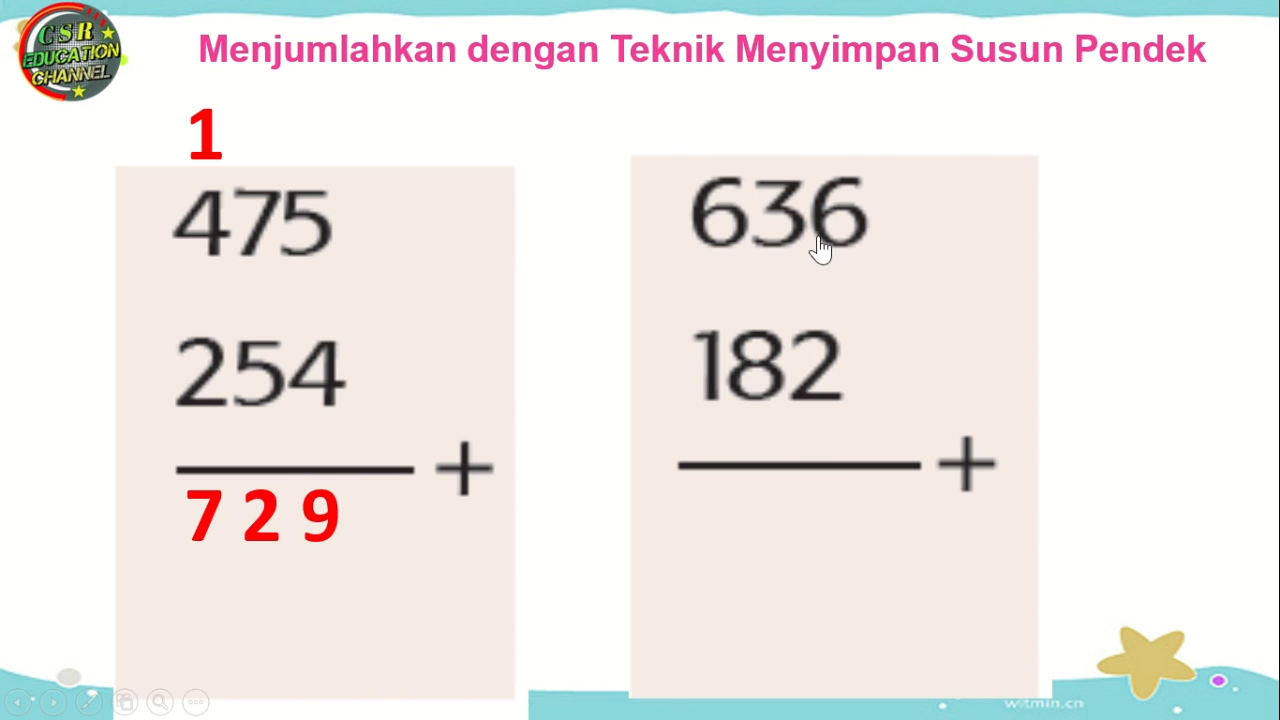 CSR
EDUCATION
CHANNEL
Menjumlahkan dengan Teknik Menyimpan Susun Pendek
1
475
254
+
7 2 9
636
182
+
witmin.cn